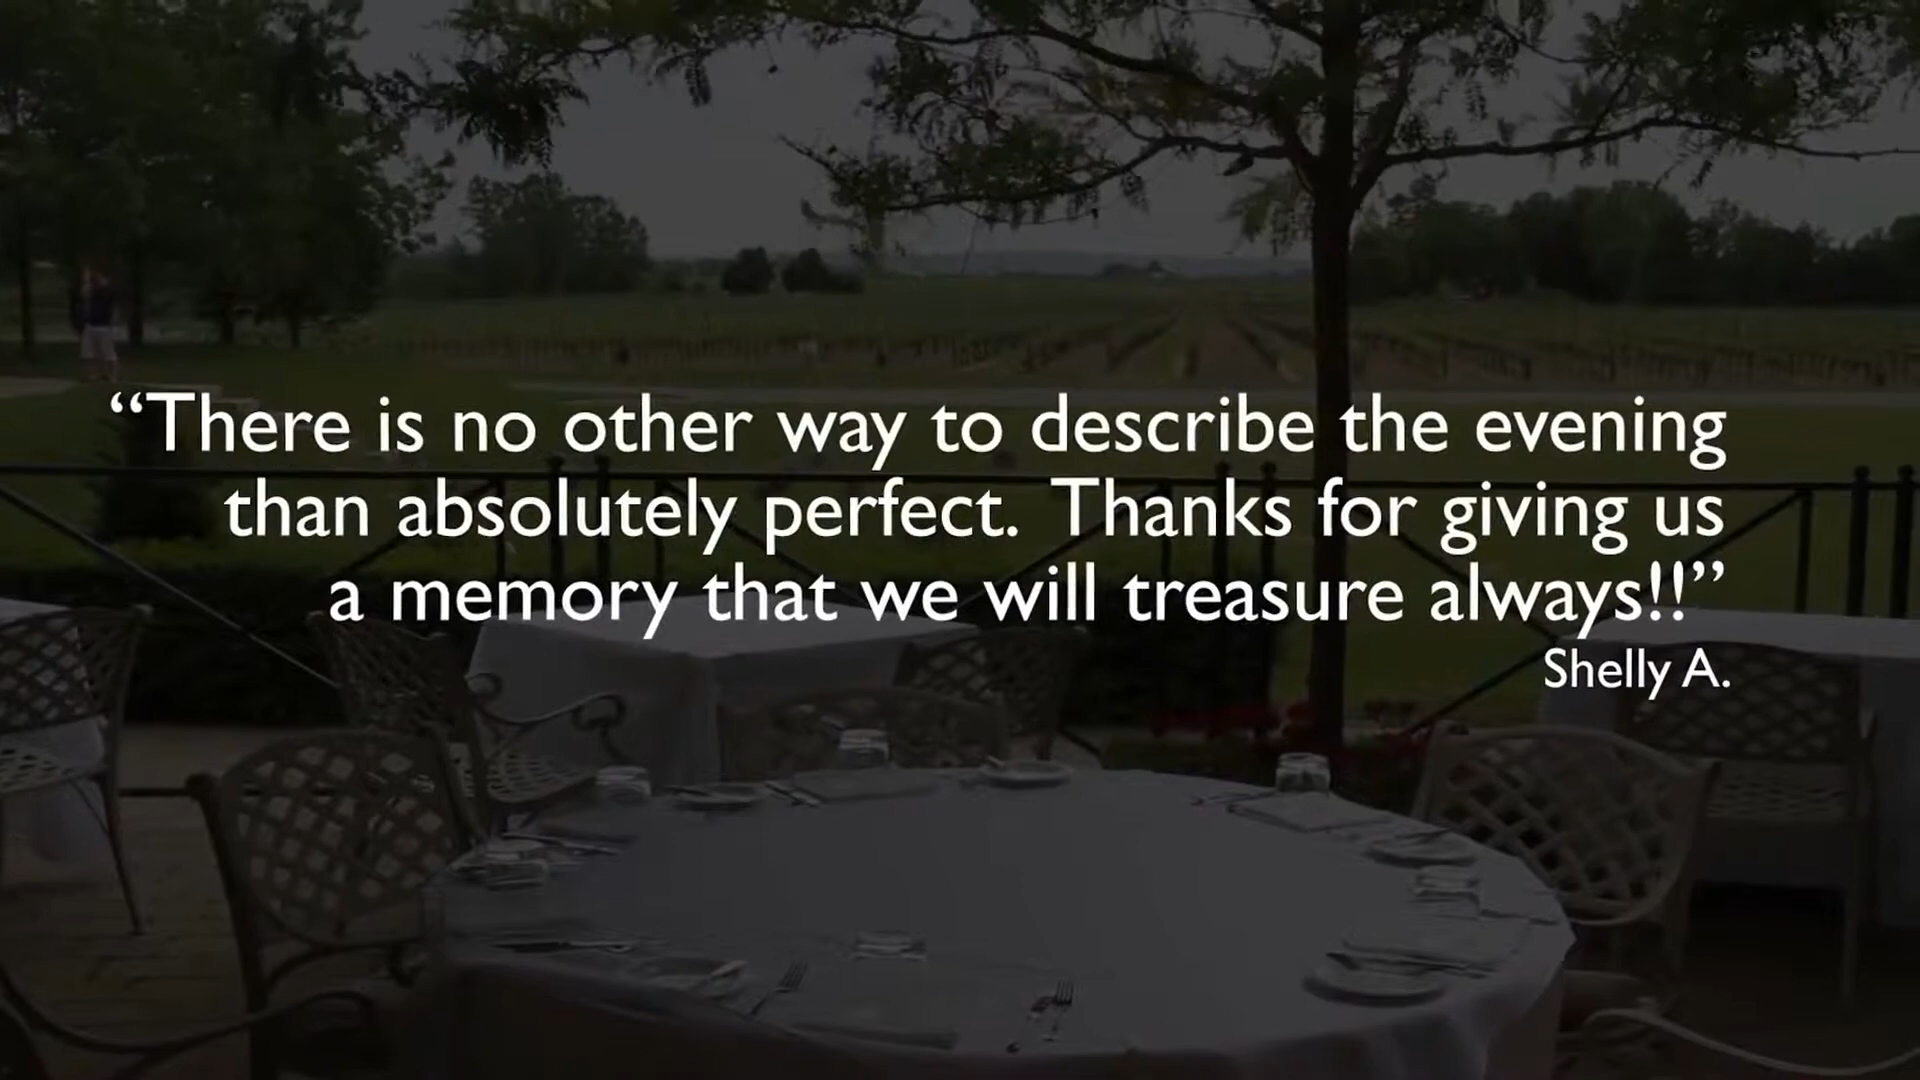 “There is no other way to describe the evening
than absolutely perfect.  Thanks for giving us
a memory that we will treasure always!!”
Shelly A.